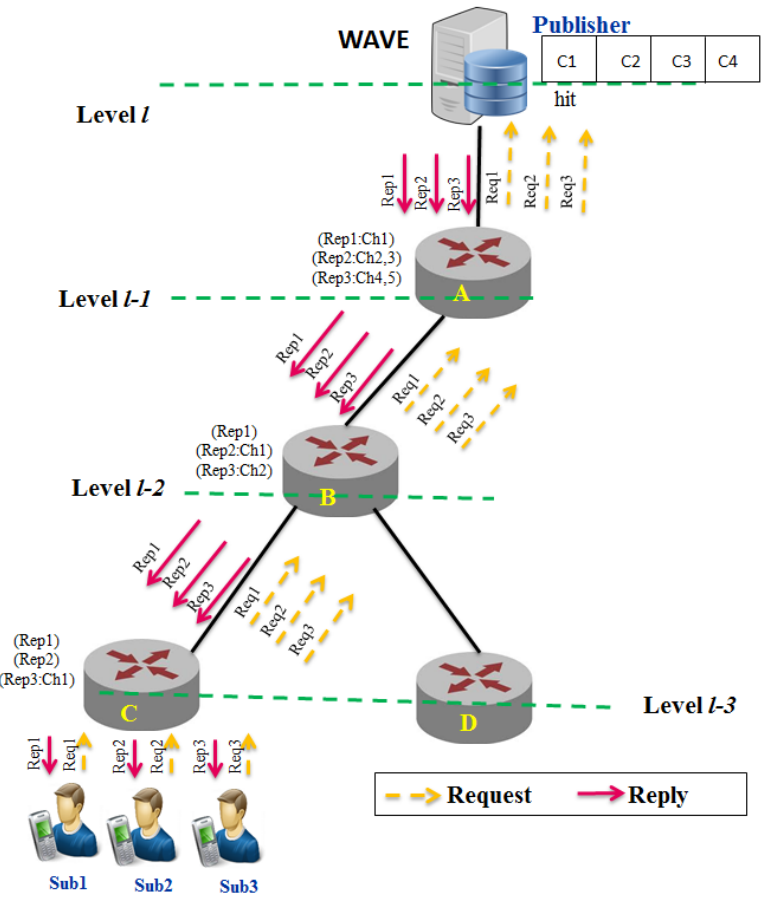 Publisher
WAVE
C1 C2 C3 C4
hit
Level l
Rep1 Rep2 Rep3 Req1 Req2 Req3
(Rep1:Ch1)
(Rep2:Ch2,3)
(Rep3:Ch4,5)
A
Level l-1
Rep1 Rep2 Rep3 Req1 Req2 Req3
(Rep1)
(Rep2:Ch1)
(Rep3:Ch2)
B
Level l-2
Rep1 Rep2 Rep3 Req1 Req2 Req3
(Rep1)
(Rep2)
(Rep3:Ch1)
C
D
Level l-3
Rep1 Req1 Rep2 Req2 Rep3 Req3
Request Reply
Sub1 Sub2 Sub3